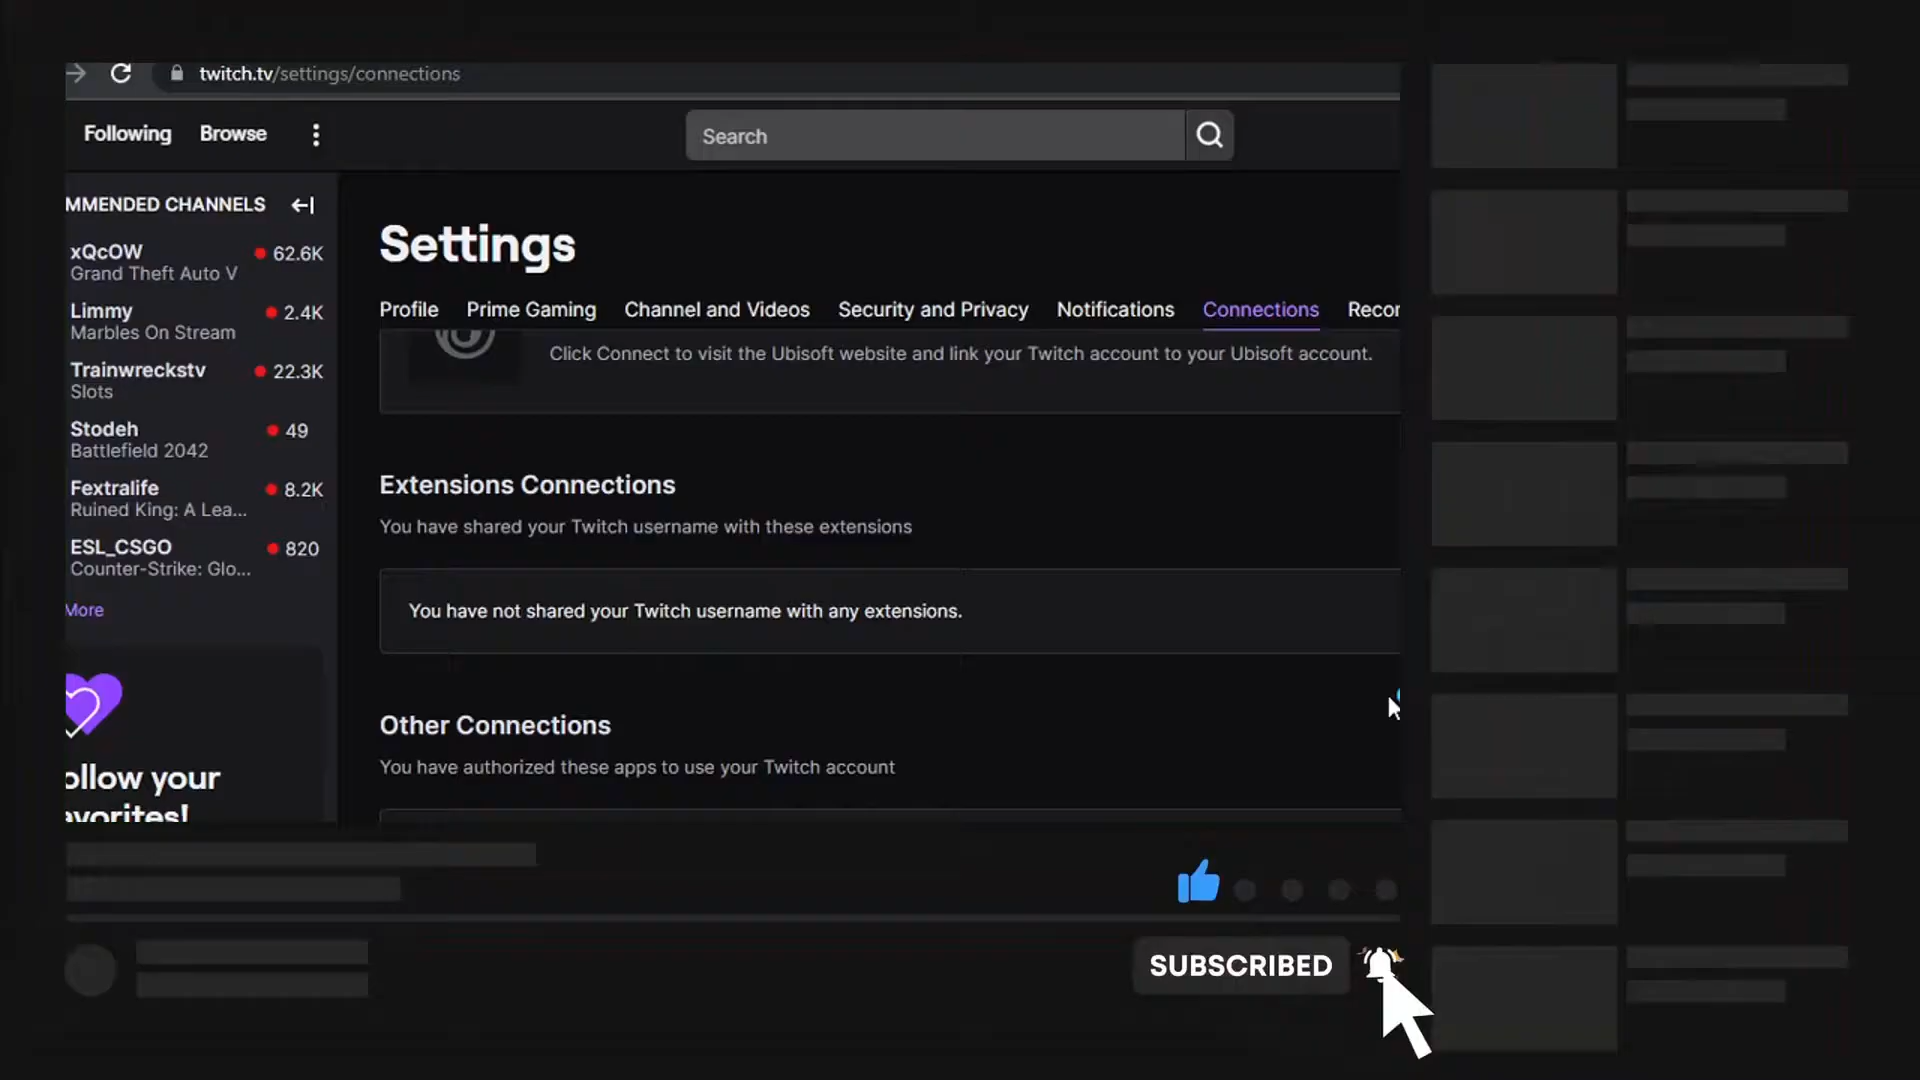 twitch.tv/settings/connections
Following Browse
Search
MMENDED CHANNELS
xQcOW 62.6K
Grand Theft Auto V
Limmy 2.4K
Marbles On Stream
Trainwreckstv 22.3K
Slots
Stodeh 49
Battlefield 2042
Fextralife 8.2K
Ruined King: A Lea...
ESL_CSGO 820
Counter-Strike: Glo...
More
ollow your
avorites!
Settings
Profile Prime Gaming Channel and Videos Security and Privacy Notifications Connections Recor
Click Connect to visit the Ubisoft website and link your Twitch account to your Ubisoft account.
Extensions Connections
You have shared your Twitch username with these extensions
You have not shared your Twitch username with any extensions.
Other Connections
You have authorized these apps to use your Twitch account
SUBSCRIBED